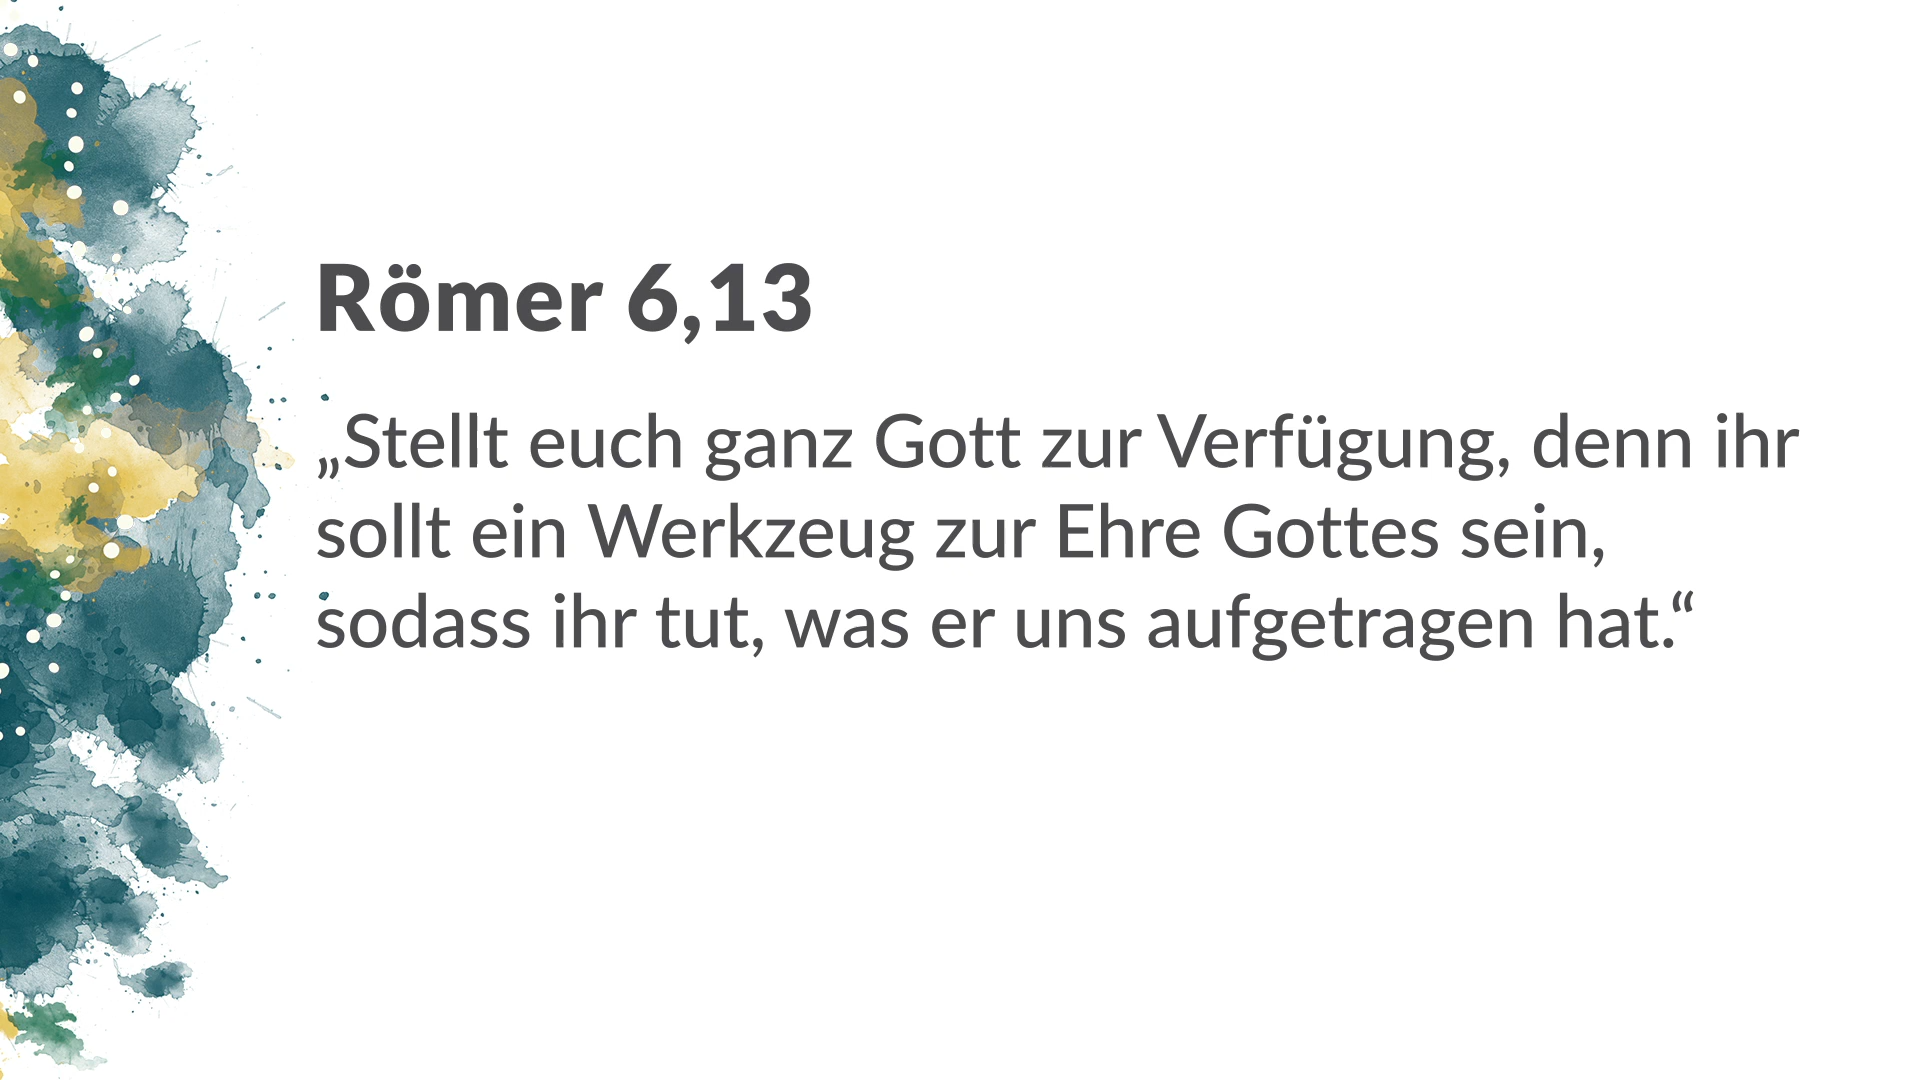 Römer 6,13
„Stellt euch ganz Gott zur Verfügung, denn ihr
sollt ein Werkzeug zur Ehre Gottes sein,
sodass ihr tut, was er uns aufgetragen hat.“